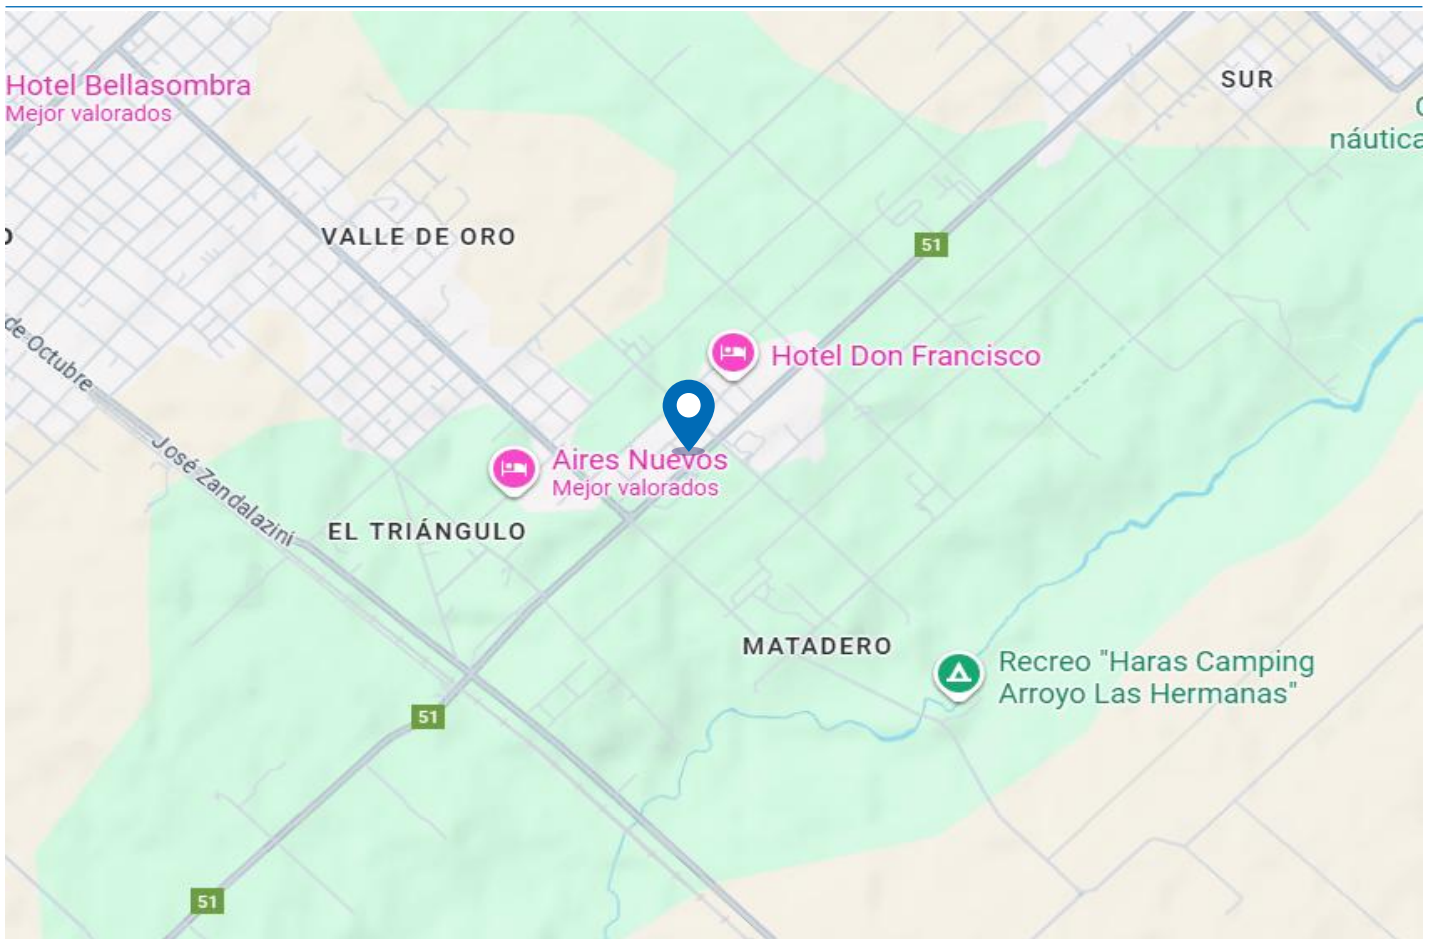 SUR
Hotel Bellasombra
Mejor valorados
náutica
VALLE DE ORO
51
de Octubre
Hotel Don Francisco
José Zandalazini
Aires Nuevos
Mejor valorados
EL TRIÁNGULO
MATADERO
Recreo "Haras Camping
Arroyo Las Hermanas"
51
51